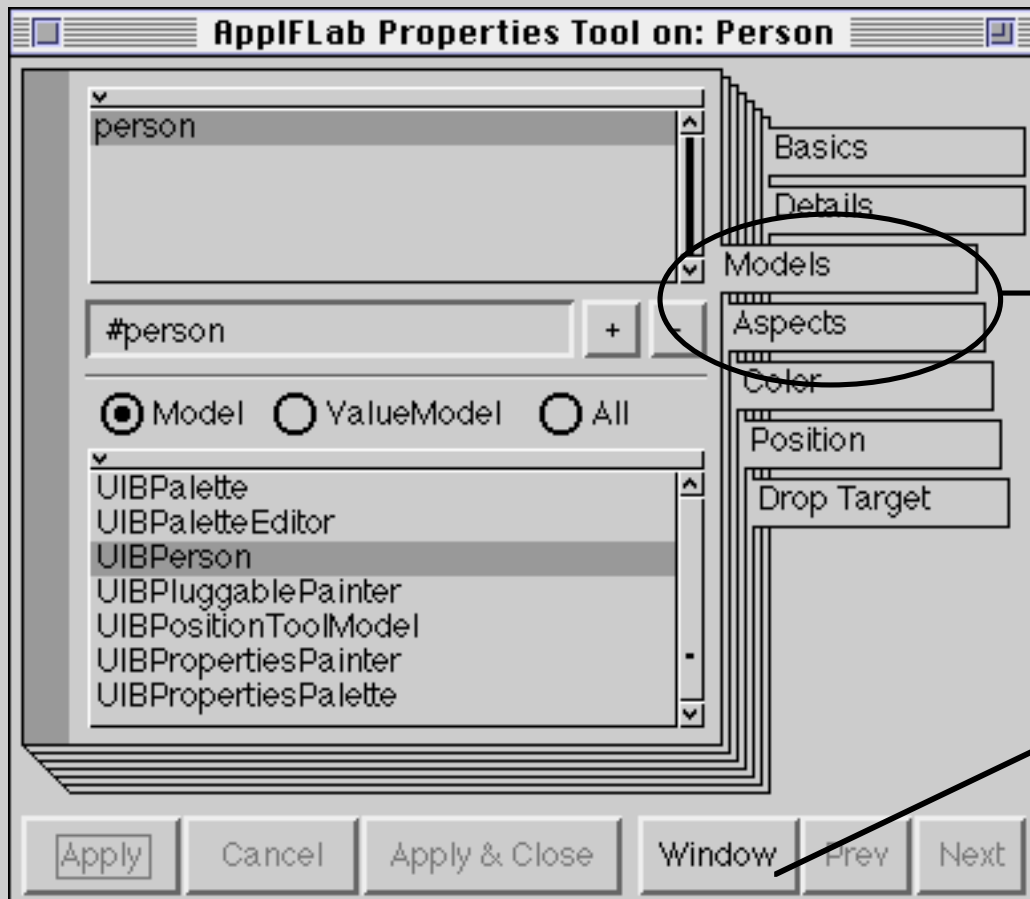 ApplFLab Properties Tool on: Person
person
#person
+
-
Model ValueModel All
UIBPalette
UIBPaletteEditor
UIBPerson
UIBPluggablePainter
UIBPositionToolModel
UIBPropertiesPainter
UIBPropertiesPalette
Basics
Details
Models
Aspects
Color
Position
Drop Target
Apply Cancel Apply & Close Window Prev Next